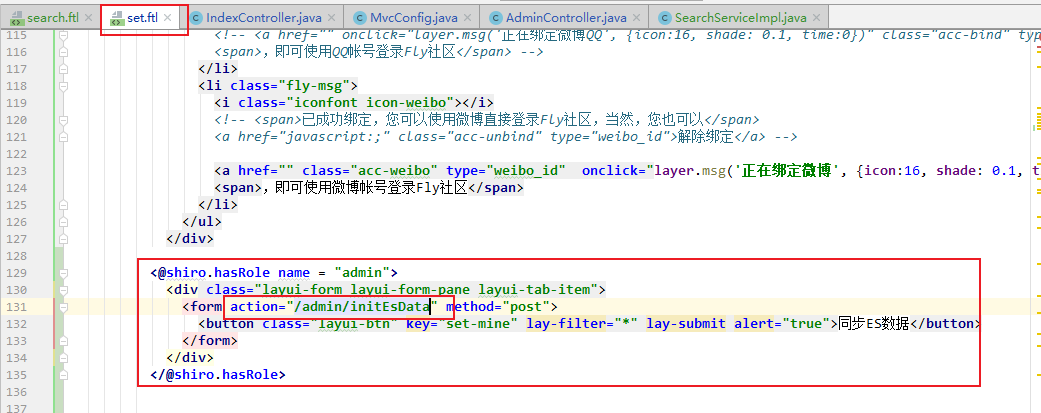 search.ftl set.ftl IndexController.java MvcConfig.java AdminController.java SearchServiceImpl.java
115 <!-- <a href="" onclick="layer.msg('正在绑定微博QQ', {icon:16, shade: 0.1, time:0})" class="acc-bind" typ
116 <span>，即可使用QQ帐号登录Fly社区</span> -->
117 </li>
118 <li class="fly-msg">
119 <i class="iconfont icon-weibo"></i>
120 <!-- <span>已成功绑定，您可以使用微博直接登录Fly社区，当然，您也可以</span>
121 <a href="javascript:;" class="acc-unbind" type="weibo_id">解除绑定</a> -->
122
123 <a href="" class="acc-weibo" type="weibo_id"  onclick="layer.msg('正在绑定微博', {icon:16, shade: 0.1, t
124 <span>，即可使用微博帐号登录Fly社区</span>
125 </li>
126 </ul>
127 </div>
128
129 <@shiro.hasRole name = "admin">
130 <div class="layui-form layui-form-pane layui-tab-item">
131 <form action="/admin/initEsData" method="post">
132 <button class="layui-btn" key="set-mine" lay-filter="*" lay-submit alert="true">同步ES数据</button>
133 </form>
134 </div>
135 </@shiro.hasRole>
136
137